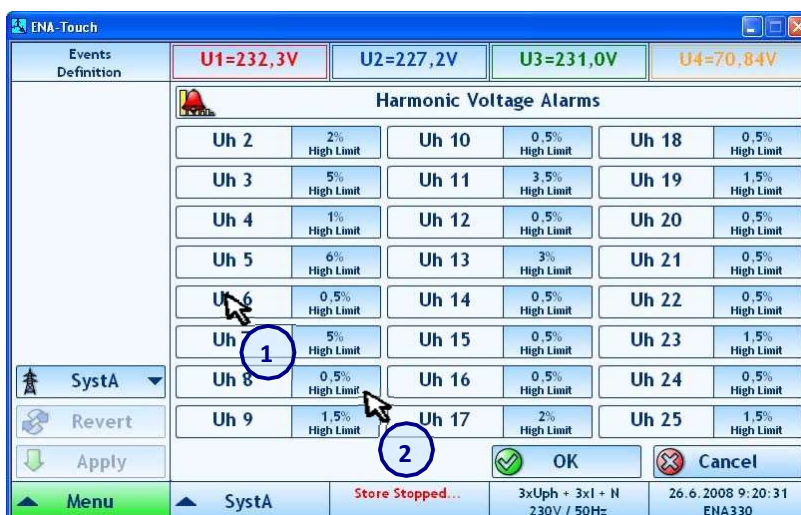 ENA-Touch
Events
Definition
U1=232,3V
U2=227,2V
U3=231,0V
U4=70,84V
Harmonic Voltage Alarms
Uh 2
2%
High Limit
Uh 10
0,5%
High Limit
Uh 18
0,5%
High Limit
Uh 3
5%
High Limit
Uh 11
3,5%
High Limit
Uh 19
1,5%
High Limit
Uh 4
1%
High Limit
Uh 12
0,5%
High Limit
Uh 20
0,5%
High Limit
Uh 5
6%
High Limit
Uh 13
3%
High Limit
Uh 21
0,5%
High Limit
Uh 6
0,5%
High Limit
Uh 14
0,5%
High Limit
Uh 22
0,5%
High Limit
Uh
5%
High Limit
Uh 15
0,5%
High Limit
Uh 23
1,5%
High Limit
1
SystA
Uh 8
0,5%
High Limit
Uh 16
0,5%
High Limit
Uh 24
0,5%
High Limit
Revert
Uh 9
1,5%
High Limit
Uh 17
2%
High Limit
Uh 25
1,5%
High Limit
2
Apply
OK
Cancel
Menu
SystA
Store Stopped...
3xUph + 3xI + N
230V / 50Hz
26.6.2008 9:20:31
ENA330